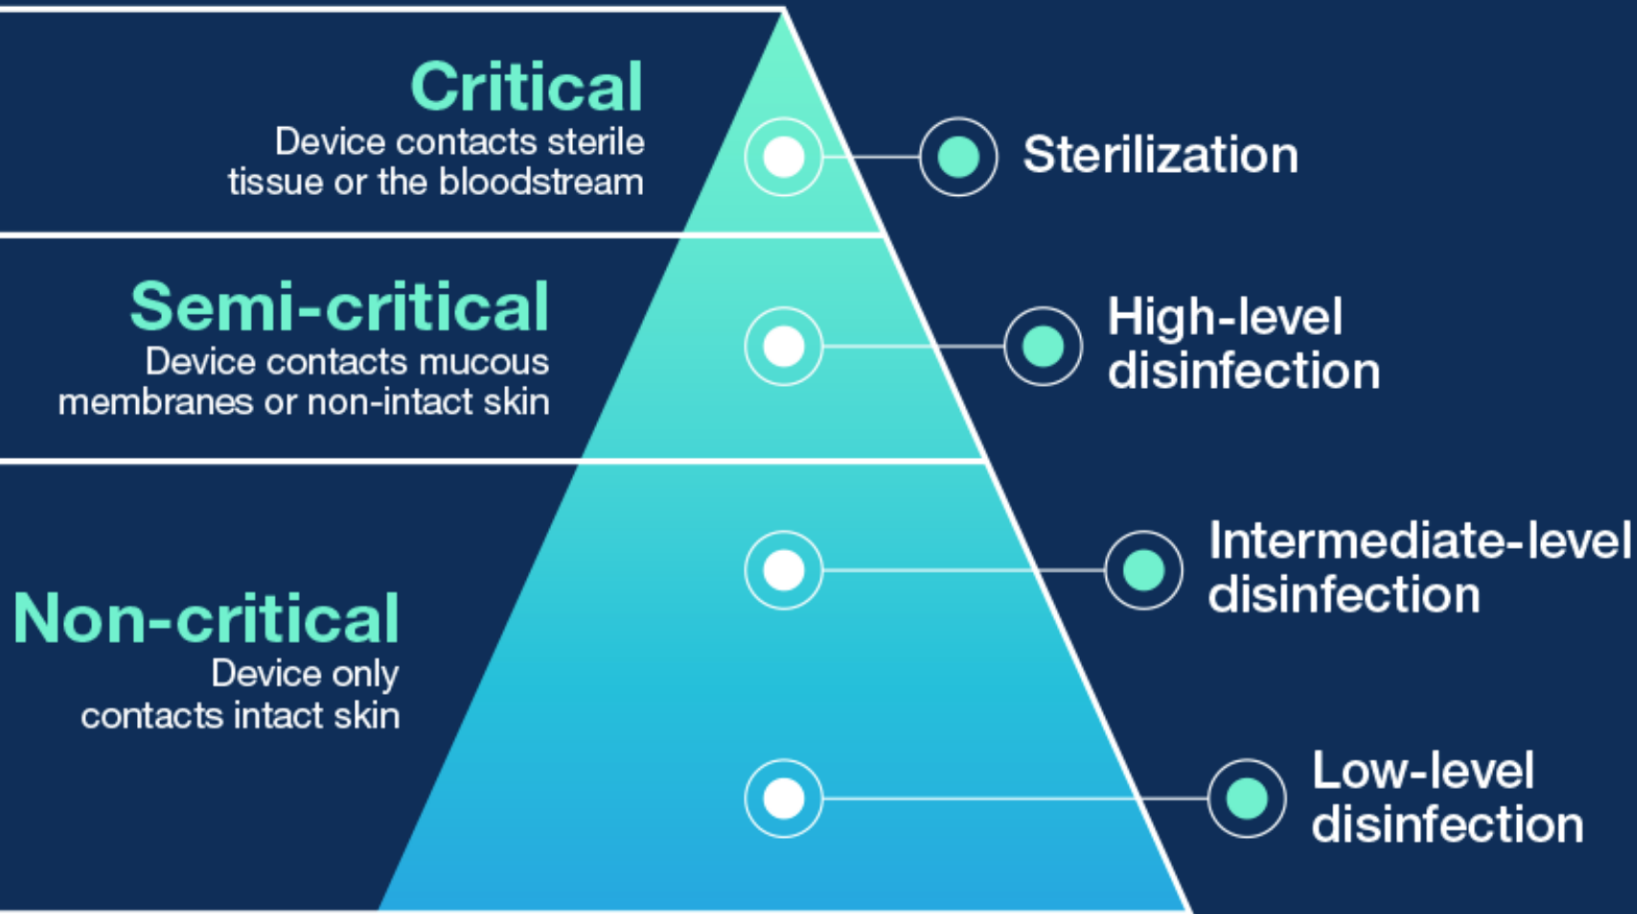 Critical
Device contacts sterile
tissue or the bloodstream
Sterilization
Semi-critical
Device contacts mucous
membranes or non-intact skin
High-level
disinfection
Non-critical
Device only
contacts intact skin
Intermediate-level
disinfection
Low-level
disinfection